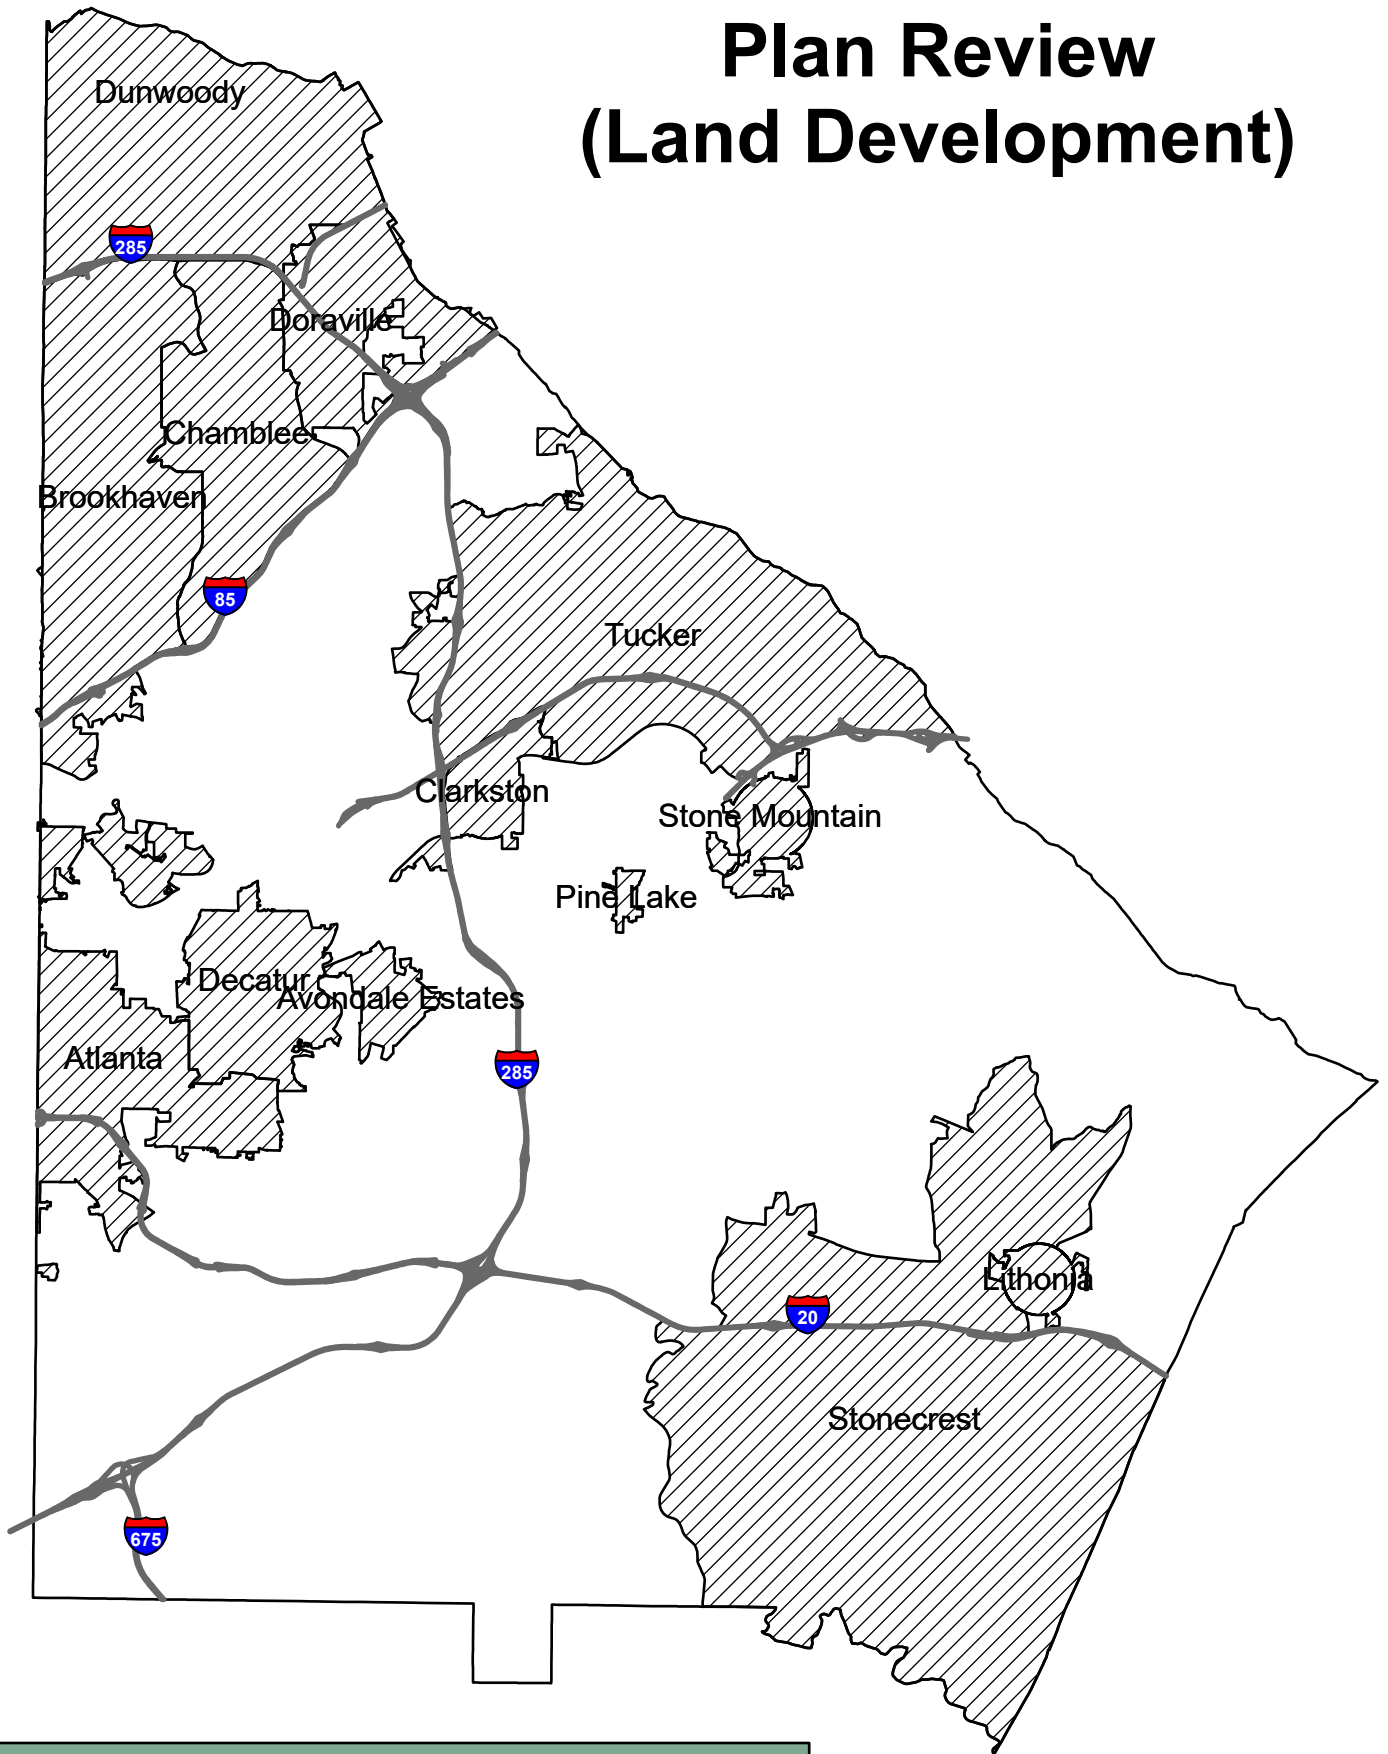 Plan Review
(Land Development)
Dunwoody
285
Doraville
Chamblee
Brookhaven
85
Tucker
Clarkston
Stone Mountain
Pine Lake
Decatur
Avondale Estates
Atlanta
285
Lithonia
20
Stonecrest
675